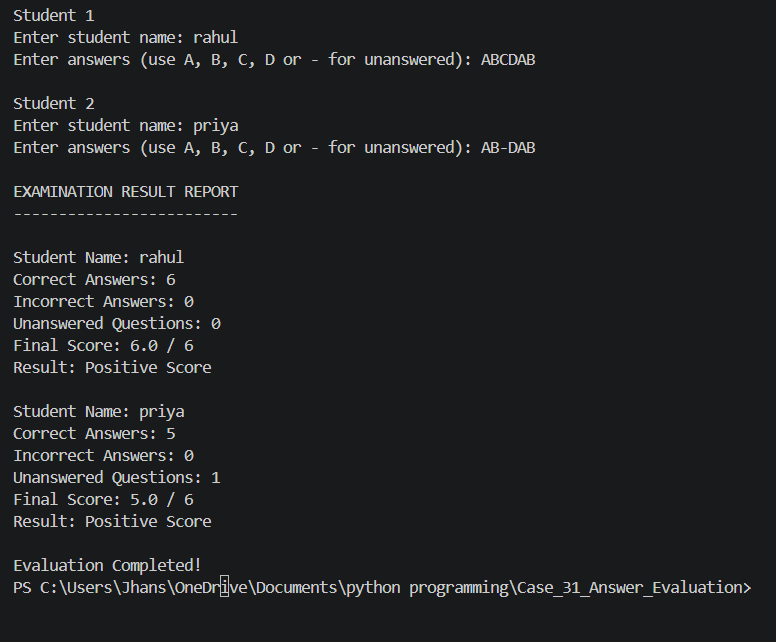 Student 1
Enter student name: rahul
Enter answers (use A, B, C, D or - for unanswered): ABCDAB
Student 2
Enter student name: priya
Enter answers (use A, B, C, D or - for unanswered): AB-DAB
EXAMINATION RESULT REPORT
-------------------------
Student Name: rahul
Correct Answers: 6
Incorrect Answers: 0
Unanswered Questions: 0
Final Score: 6.0 / 6
Result: Positive Score
Student Name: priya
Correct Answers: 5
Incorrect Answers: 0
Unanswered Questions: 1
Final Score: 5.0 / 6
Result: Positive Score
Evaluation Completed!
PS C:\Users\Jhans\OneDrive\Documents\python programming\Case_31_Answer_Evaluation>